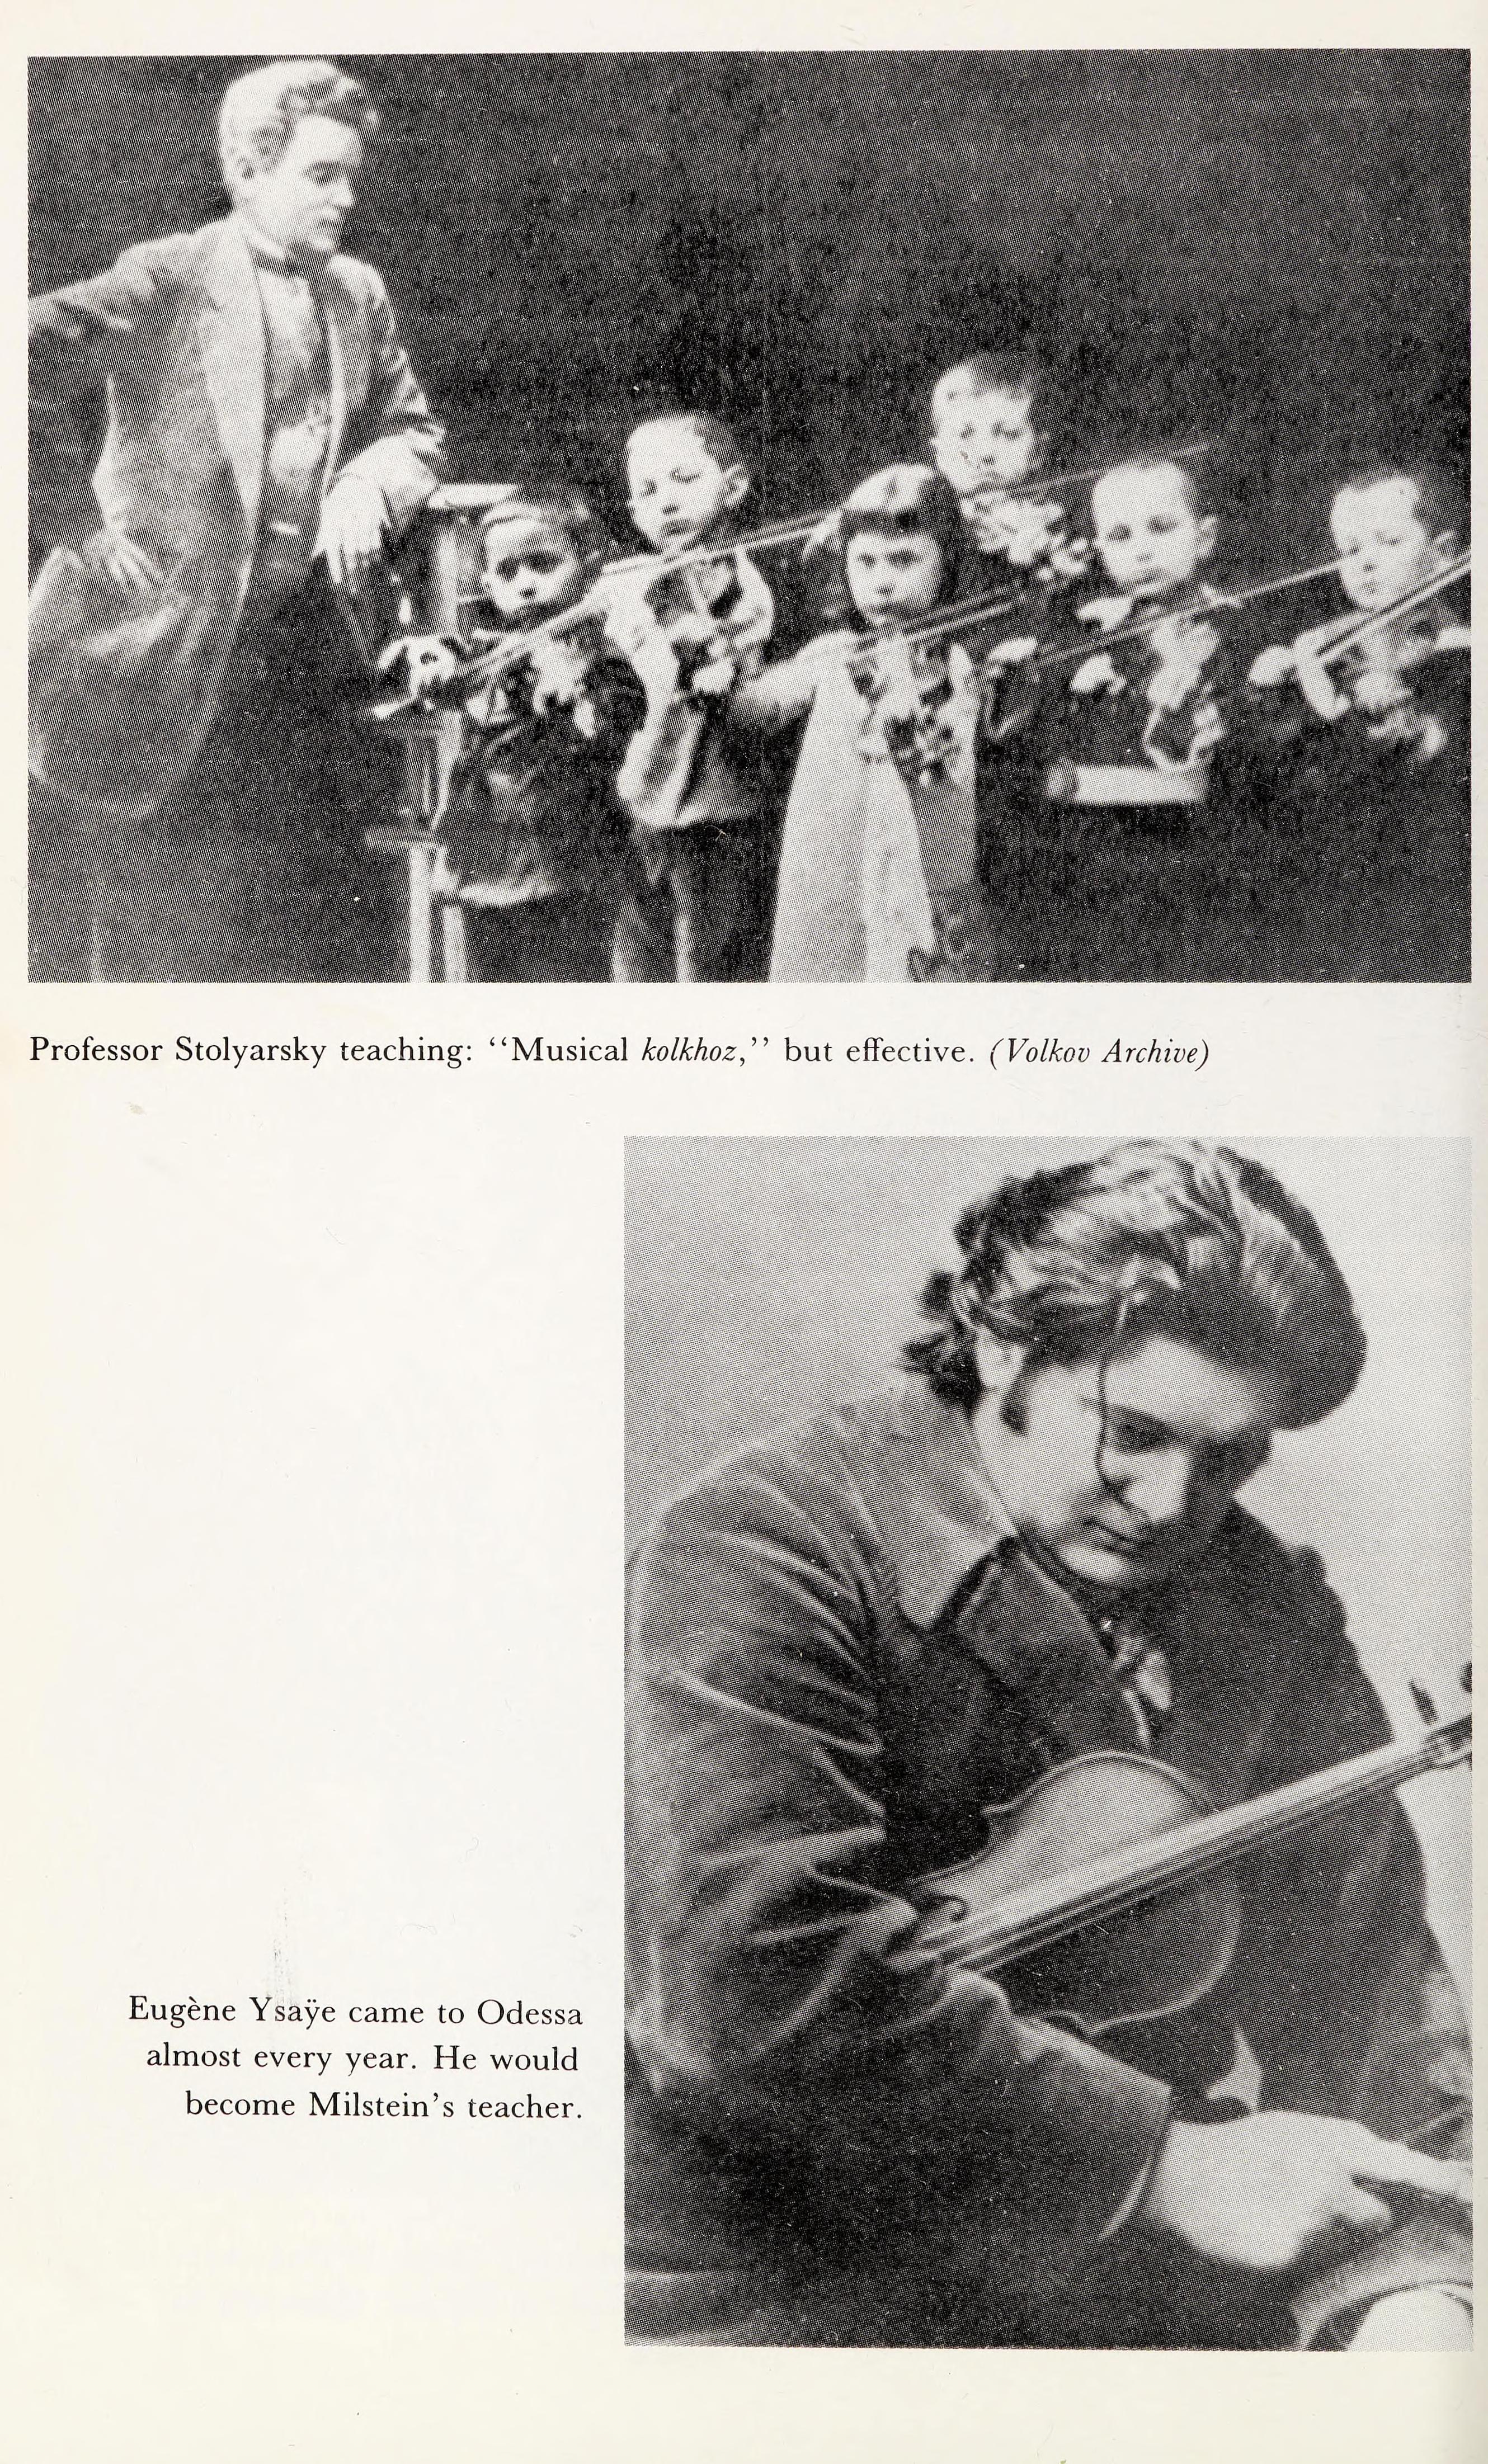 Professor Stolyarsky teaching: ‘‘Musical kolkhoz,’’ but effective. (Volkov Archive)
Eugène Ysaÿe came to Odessa
almost every year. He would
become Milstein’s teacher.